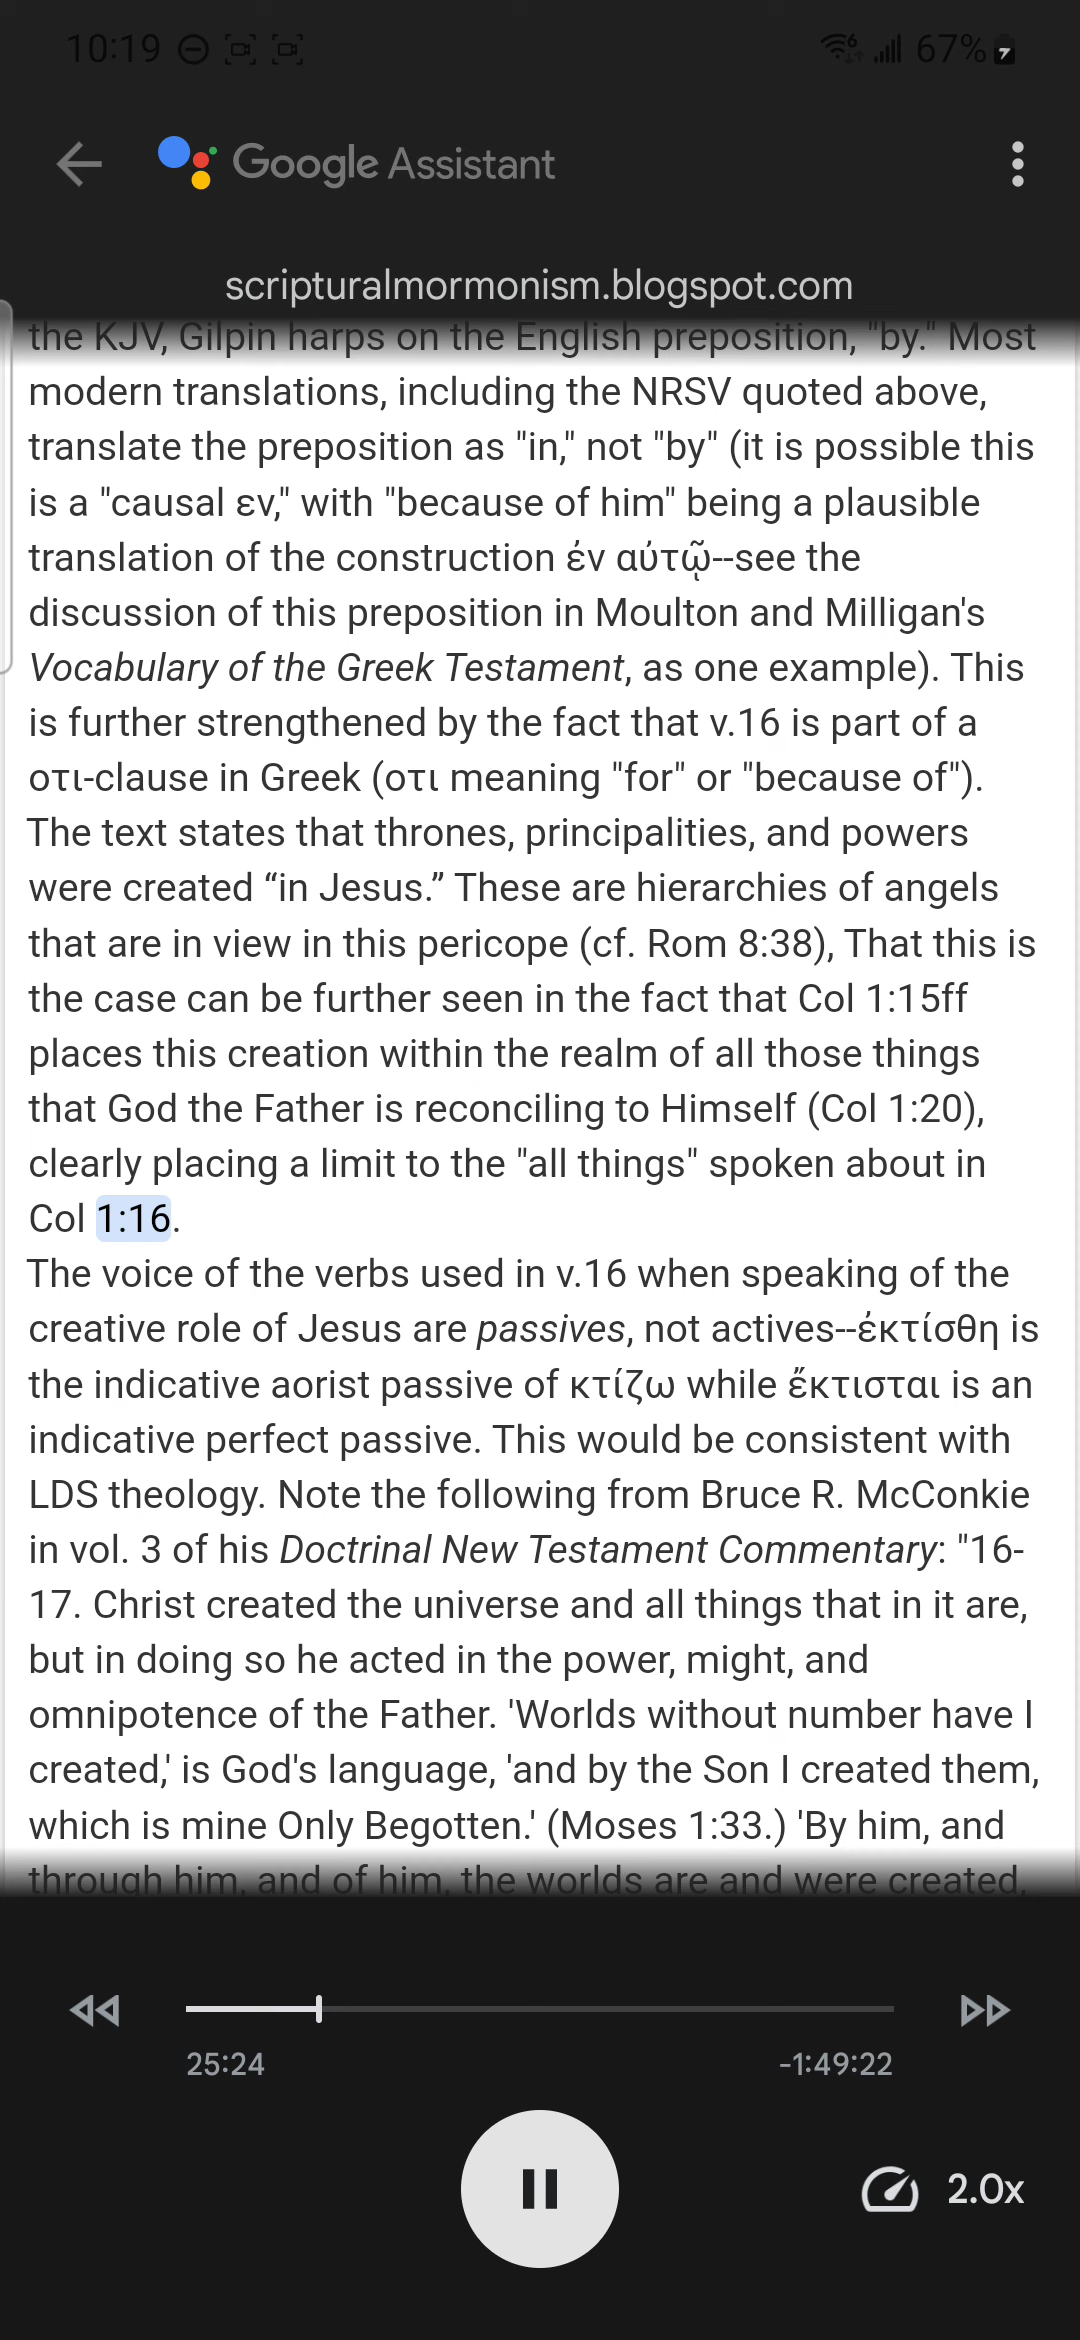 10:19
6
67%
Google Assistant
scripturalmormonism.blogspot.com
the KJV, Gilpin harps on the English preposition, "by." Most
modern translations, including the NRSV quoted above,
translate the preposition as "in," not "by" (it is possible this
is a "causal εν," with "because of him" being a plausible
translation of the construction ἐν αὐτῷ--see the
discussion of this preposition in Moulton and Milligan's
Vocabulary of the Greek Testament, as one example). This
is further strengthened by the fact that v.16 is part of a
οτι-clause in Greek (οτι meaning "for" or "because of").
The text states that thrones, principalities, and powers
were created “in Jesus.” These are hierarchies of angels
that are in view in this pericope (cf. Rom 8:38), That this is
the case can be further seen in the fact that Col 1:15ff
places this creation within the realm of all those things
that God the Father is reconciling to Himself (Col 1:20),
clearly placing a limit to the "all things" spoken about in
Col 1:16.
The voice of the verbs used in v.16 when speaking of the
creative role of Jesus are passives, not actives--ἐκτίσθη is
the indicative aorist passive of κτίζω while ἔκτισται is an
indicative perfect passive. This would be consistent with
LDS theology. Note the following from Bruce R. McConkie
in vol. 3 of his Doctrinal New Testament Commentary: "16-
17. Christ created the universe and all things that in it are,
but in doing so he acted in the power, might, and
omnipotence of the Father. 'Worlds without number have I
created,' is God's language, 'and by the Son I created them,
which is mine Only Begotten.' (Moses 1:33.) 'By him, and
through him, and of him, the worlds are and were created,
25:24
-1:49:22
2.0x